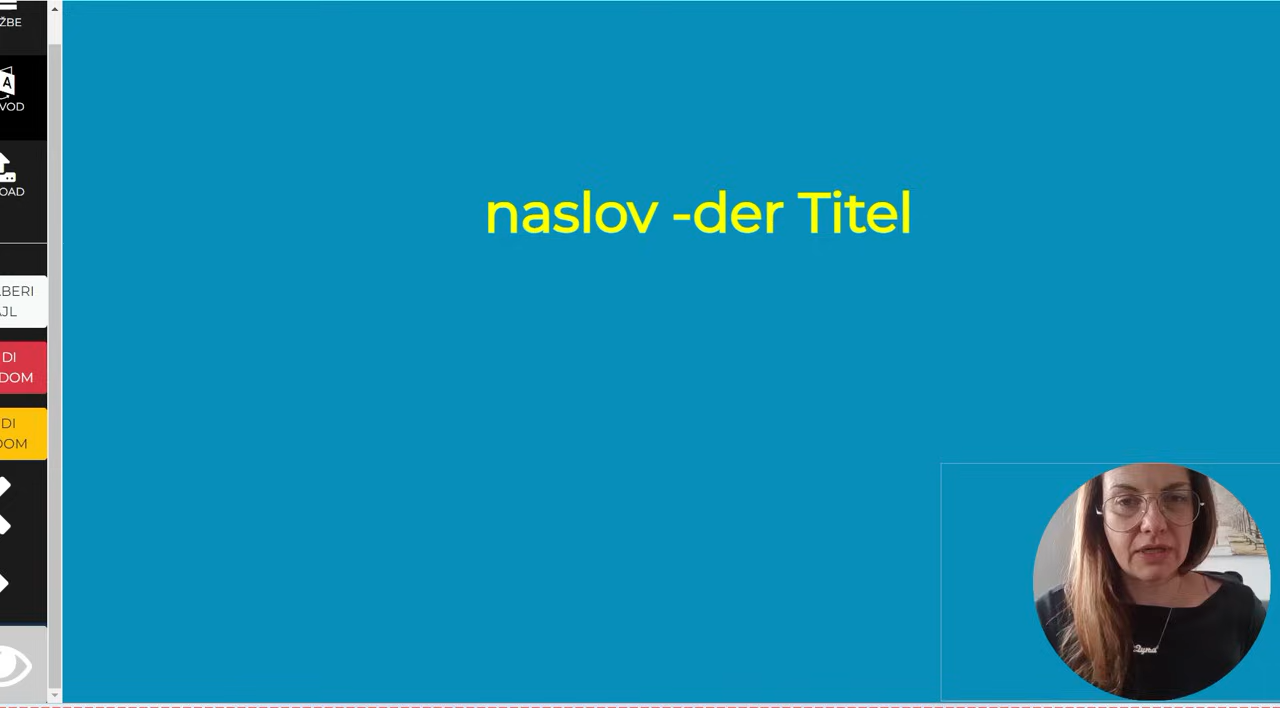 ŽBE
VOD
OAD
naslov -der Titel
BERI
JL
DI
DOM
DI
DOM